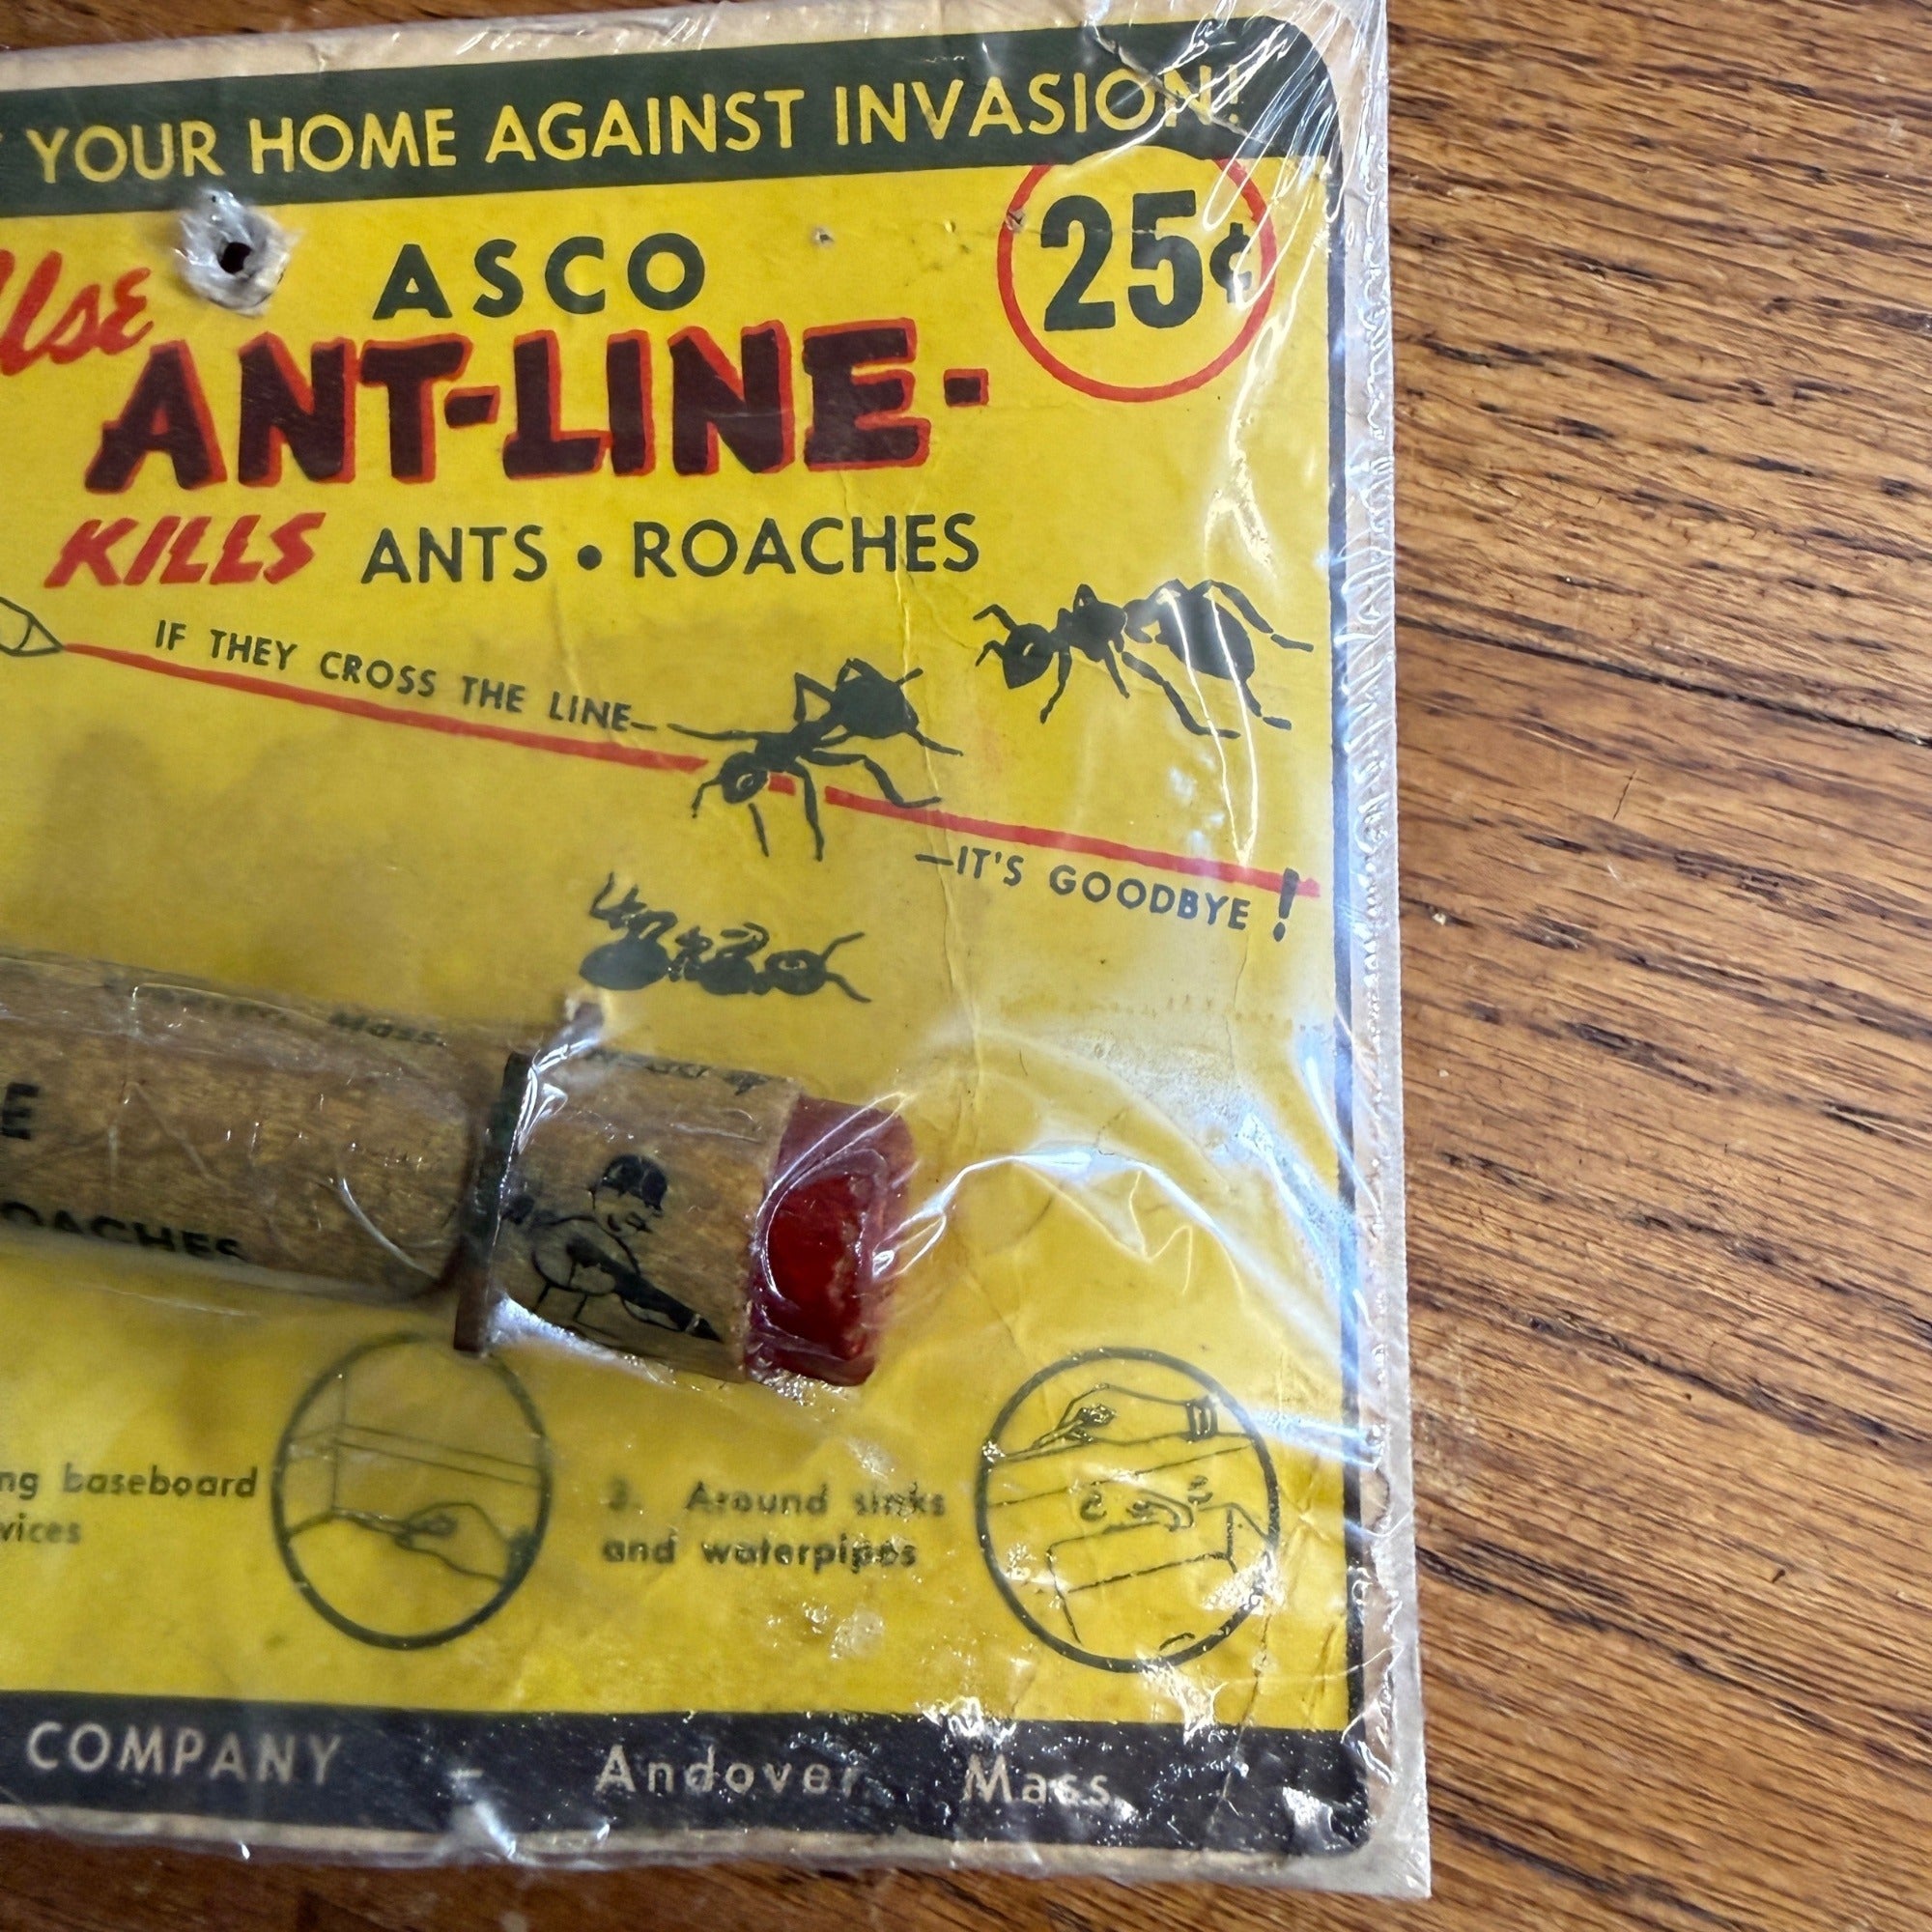 YOUR HOME AGAINST INVASION!
25¢
Use ASCO
ANT-LINE-
KILLS ANTS • ROACHES
IF THEY CROSS THE LINE—
—IT'S GOODBYE!
Mass.
E
OACHES
ng baseboard
vices
3. Around sinks
and waterpipes
COMPANY - Andover Mass.